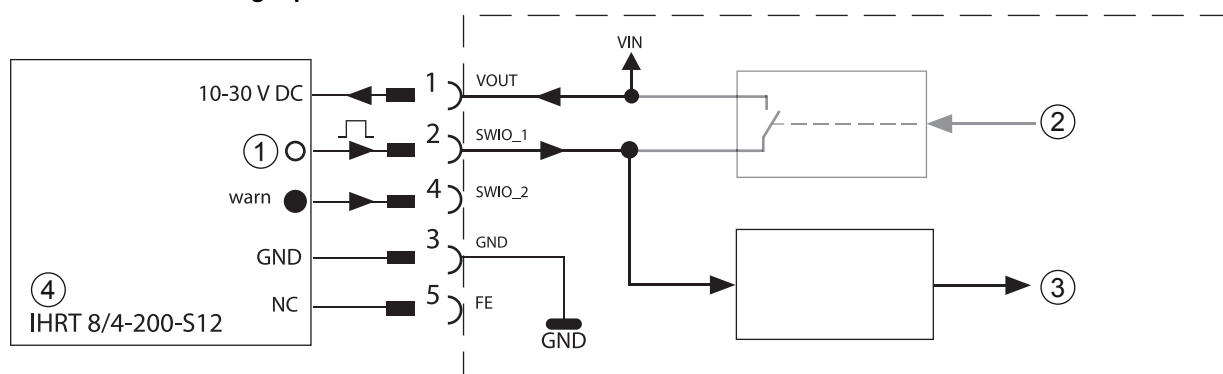 VIN
10-30 V DC 1 VOUT
2 SWIO_1 2
1
warn 4 SWIO_2
GND 3 GND
4 NC 5 FE 3
IHRT 8/4-200-S12 GND